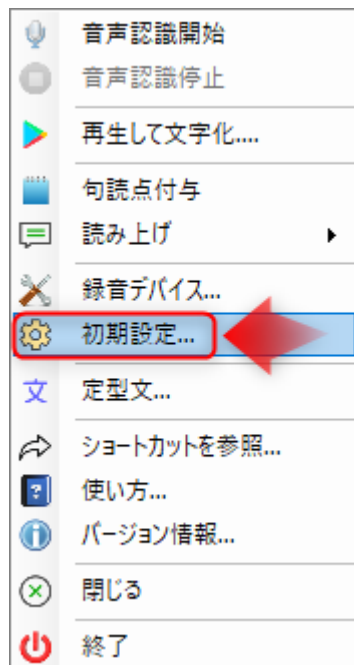 音声認識開始
音声認識停止
再生して文字化....
句読点付与
読み上げ
録音デバイス...
初期設定...
定型文...
ショートカットを参照...
使い方...
バージョン情報...
閉じる
終了